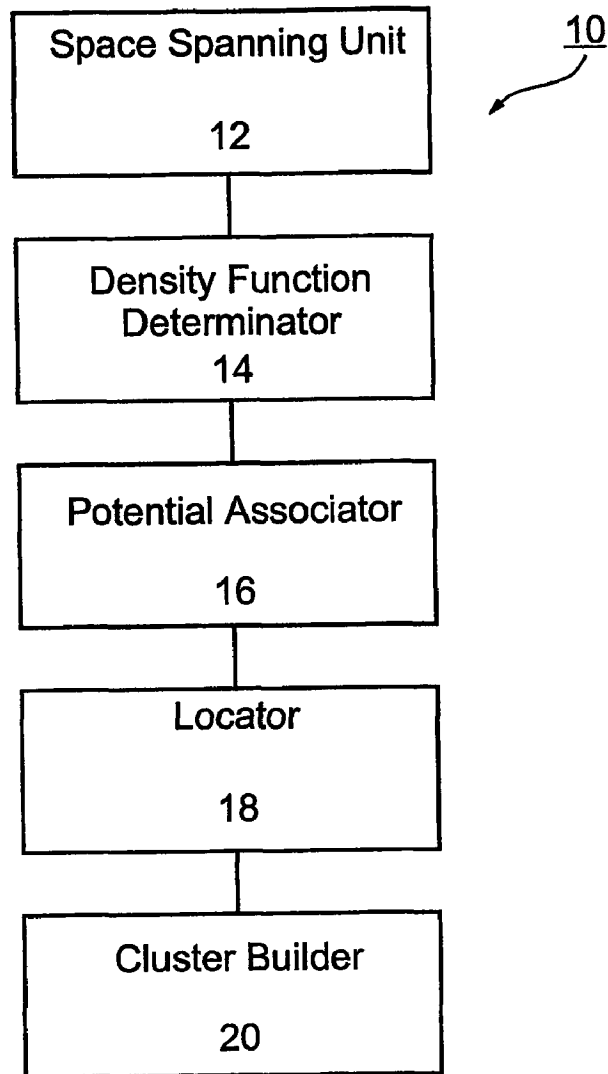 10
Space Spanning Unit
12
Density Function
Determinator
14
Potential Associator
16
Locator
18
Cluster Builder
20